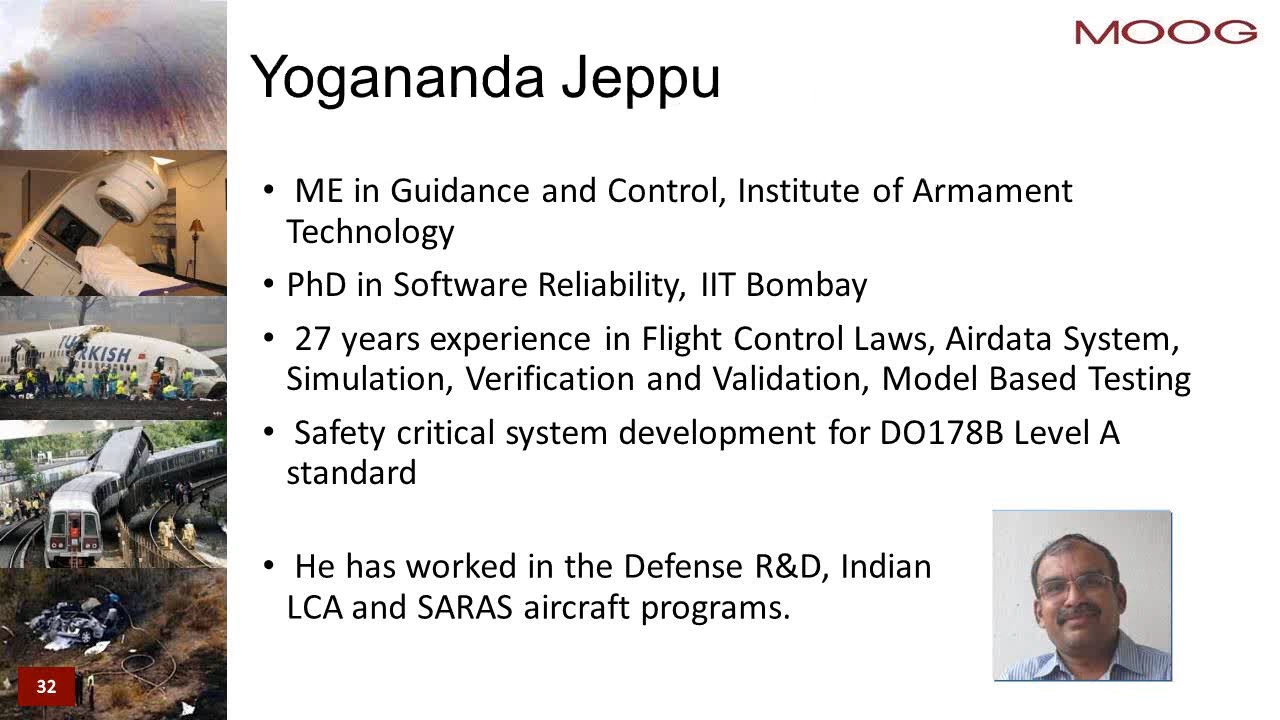 MOOG
Yogananda Jeppu
• ME in Guidance and Control, Institute of Armament
Technology
• PhD in Software Reliability, IIT Bombay
• 27 years experience in Flight Control Laws, Airdata System,
Simulation, Verification and Validation, Model Based Testing
• Safety critical system development for DO178B Level A
standard
• He has worked in the Defense R&D, Indian
LCA and SARAS aircraft programs.
TURKISH
32